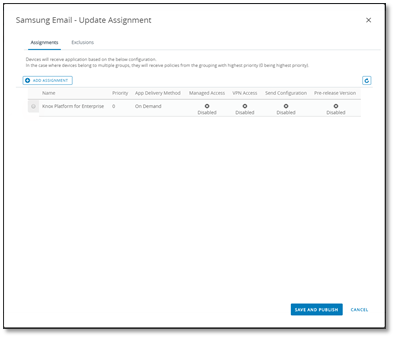 Samsung Email - Update Assignment
Assignments Exclusions
Devices will receive application based on the below configuration.
In the case where devices belong to multiple groups, they will receive policies from the grouping with highest priority (0 being highest priority).
ADD ASSIGNMENT
Name Priority App Delivery Method Managed Access VPN Access Send Configuration Pre-release Version
Knox Platform for Enterprise 0 On Demand Disabled Disabled Disabled Disabled
SAVE AND PUBLISH CANCEL